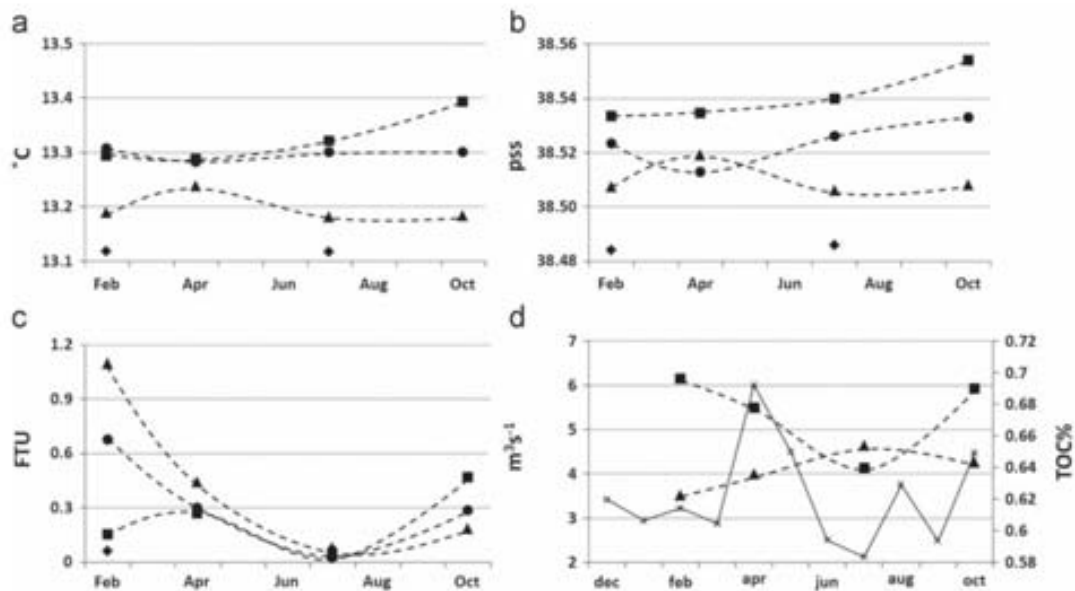 a
b
13.5
13.4
13.3
13.2
13.1
°C
Feb Apr Jun Aug Oct
38.56
38.54
38.52
38.50
38.48
pss
Feb Apr Jun Aug Oct
c
d
1.2
0.9
0.6
0.3
0
FTU
Feb Apr Jun Aug Oct
7
6
5
4
3
2
m³s⁻¹
0.72
0.7
0.68
0.66
0.64
0.62
0.6
0.58
TOC%
dec feb apr jun aug oct